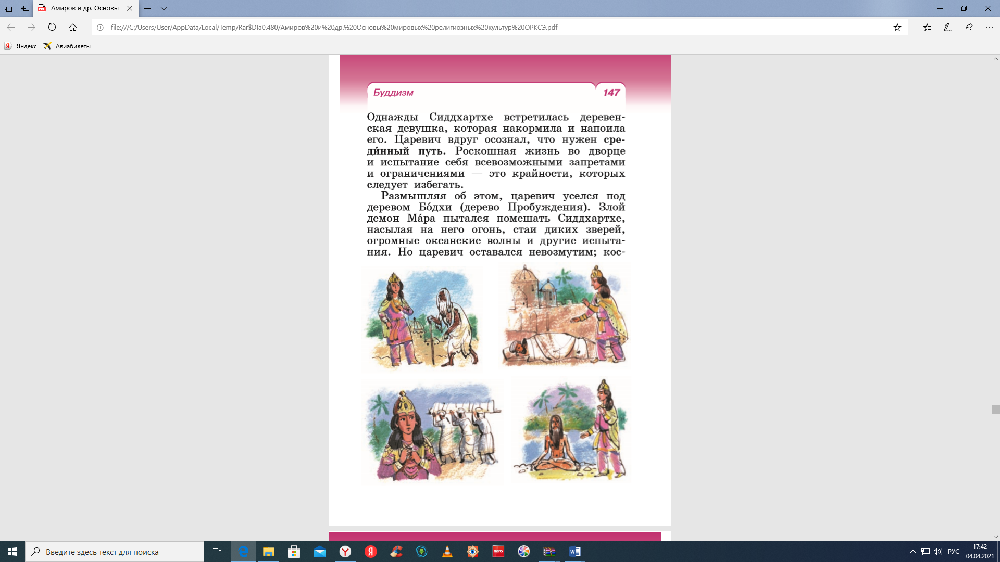 Амиров и др. Основы
file:///C:/Users/User/AppData/Local/Temp/Rar$DIa0.480/Амиров%20и%20др.%20Основы%20мировых%20религиозных%20культур%20ОРКСЭ.pdf
Яндекс Авиабилеты
Буддизм 147
Однажды Сиддхартхе встретилась деревен-
ская девушка, которая накормила и напоила
его. Царевич вдруг осознал, что нужен сре-
ди́нный путь. Роскошная жизнь во дворце
и испытание себя всевозможными запретами
и ограничениями — это крайности, которых
следует избегать.
Размышляя об этом, царевич уселся под
деревом Бо́дхи (дерево Пробуждения). Злой
демон Ма́ра пытался помешать Сиддхартхе,
насылая на него огонь, стаи диких зверей,
огромные океанские волны и другие испыта-
ния. Но царевич оставался невозмутим; кос-
Введите здесь текст для поиска
nero
РУС
17:42
04.04.2021